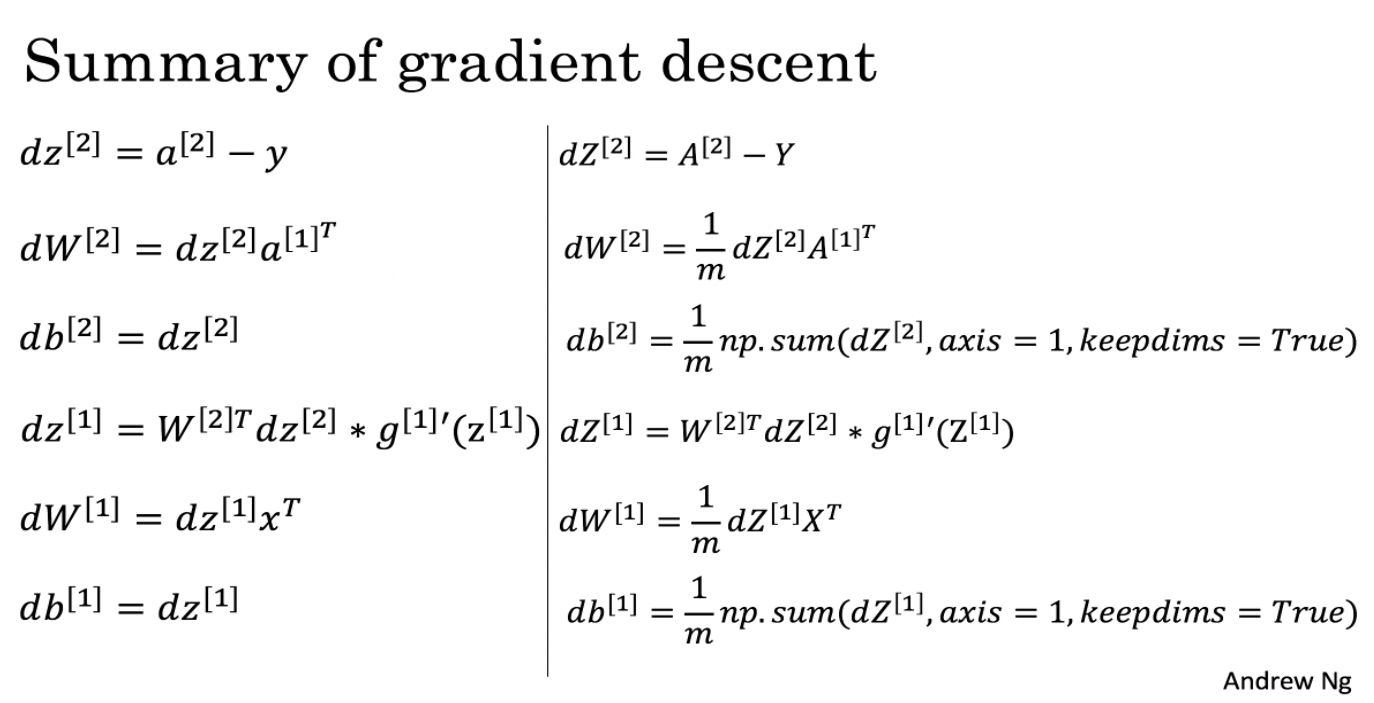 Summary of gradient descent
dz^{[2]} = a^{[2]} − y
dW^{[2]} = dz^{[2]}a^{[1]^T}
db^{[2]} = dz^{[2]}
dz^{[1]} = W^{[2]T}dz^{[2]} * g^{[1]}′(z^{[1]})
dW^{[1]} = dz^{[1]}x^T
db^{[1]} = dz^{[1]}
dZ^{[2]} = A^{[2]} − Y
dW^{[2]} = \frac{1}{m}dZ^{[2]}A^{[1]^T}
db^{[2]} = \frac{1}{m}np.sum(dZ^{[2]}, axis = 1, keepdims = True)
dZ^{[1]} = W^{[2]T}dZ^{[2]} * g^{[1]}′(Z^{[1]})
dW^{[1]} = \frac{1}{m}dZ^{[1]}X^T
db^{[1]} = \frac{1}{m}np.sum(dZ^{[1]}, axis = 1, keepdims = True)
Andrew Ng